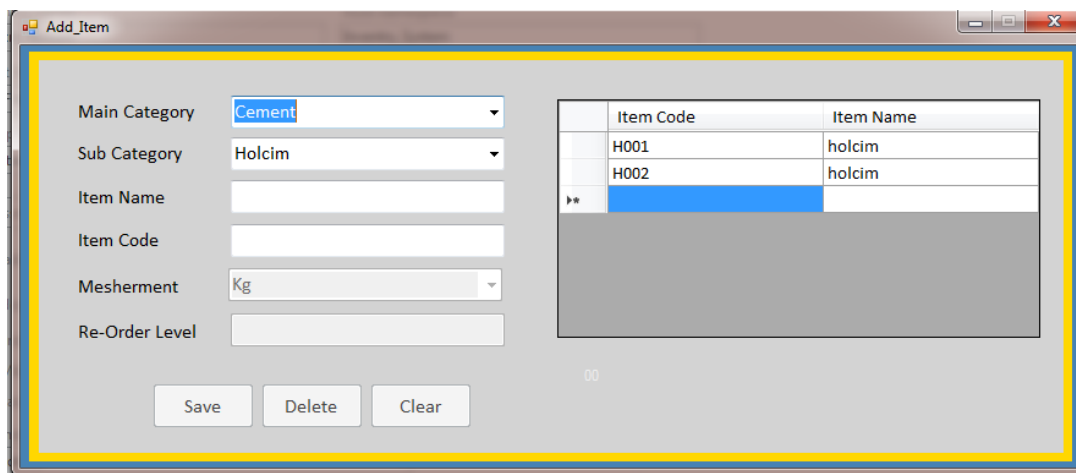 Add_Item
Main Category Cement
Sub Category Holcim
Item Name
Item Code
Mesherment Kg
Re-Order Level
Save Delete Clear
Item Code Item Name
H001 holcim
H002 holcim
00